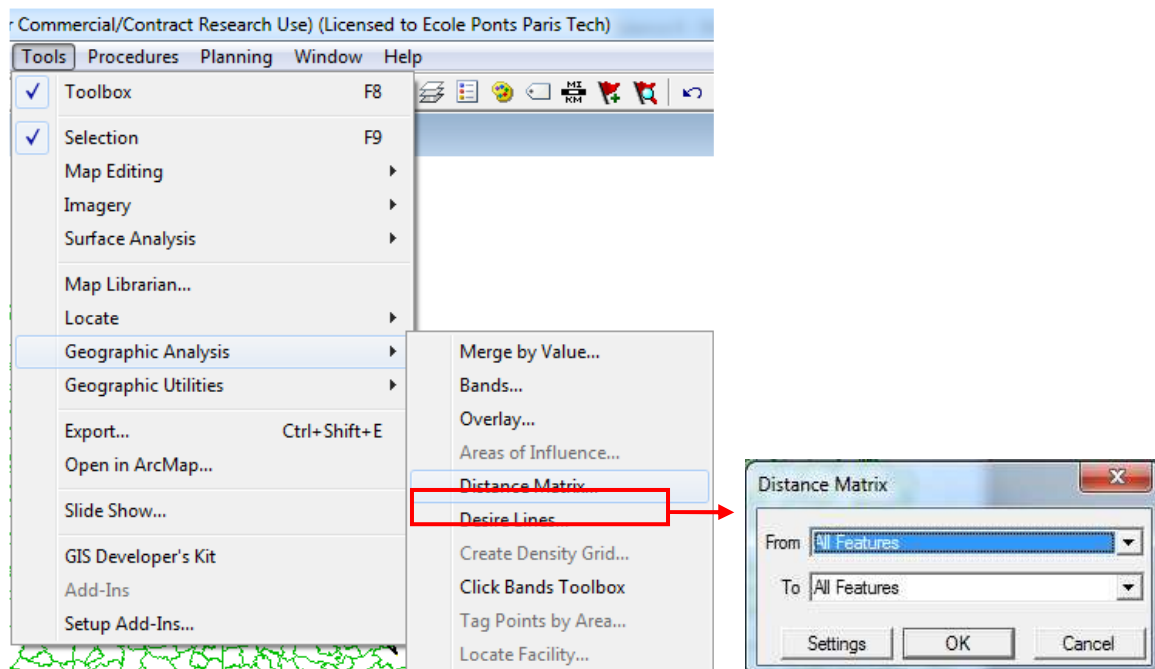 r Commercial/Contract Research Use) (Licensed to Ecole Ponts Paris Tech)
Tools Procedures Planning Window Help
MI
KM
Toolbox F8
Selection F9
Map Editing
Imagery
Surface Analysis
Map Librarian...
Locate
Geographic Analysis
Geographic Utilities
Export... Ctrl+Shift+E
Open in ArcMap...
Slide Show...
GIS Developer's Kit
Add-Ins
Setup Add-Ins...
Merge by Value...
Bands...
Overlay...
Areas of Influence...
Distance Matrix...
Desire Lines...
Create Density Grid...
Click Bands Toolbox
Tag Points by Area...
Locate Facility...
Distance Matrix
From All Features
To All Features
Settings OK Cancel